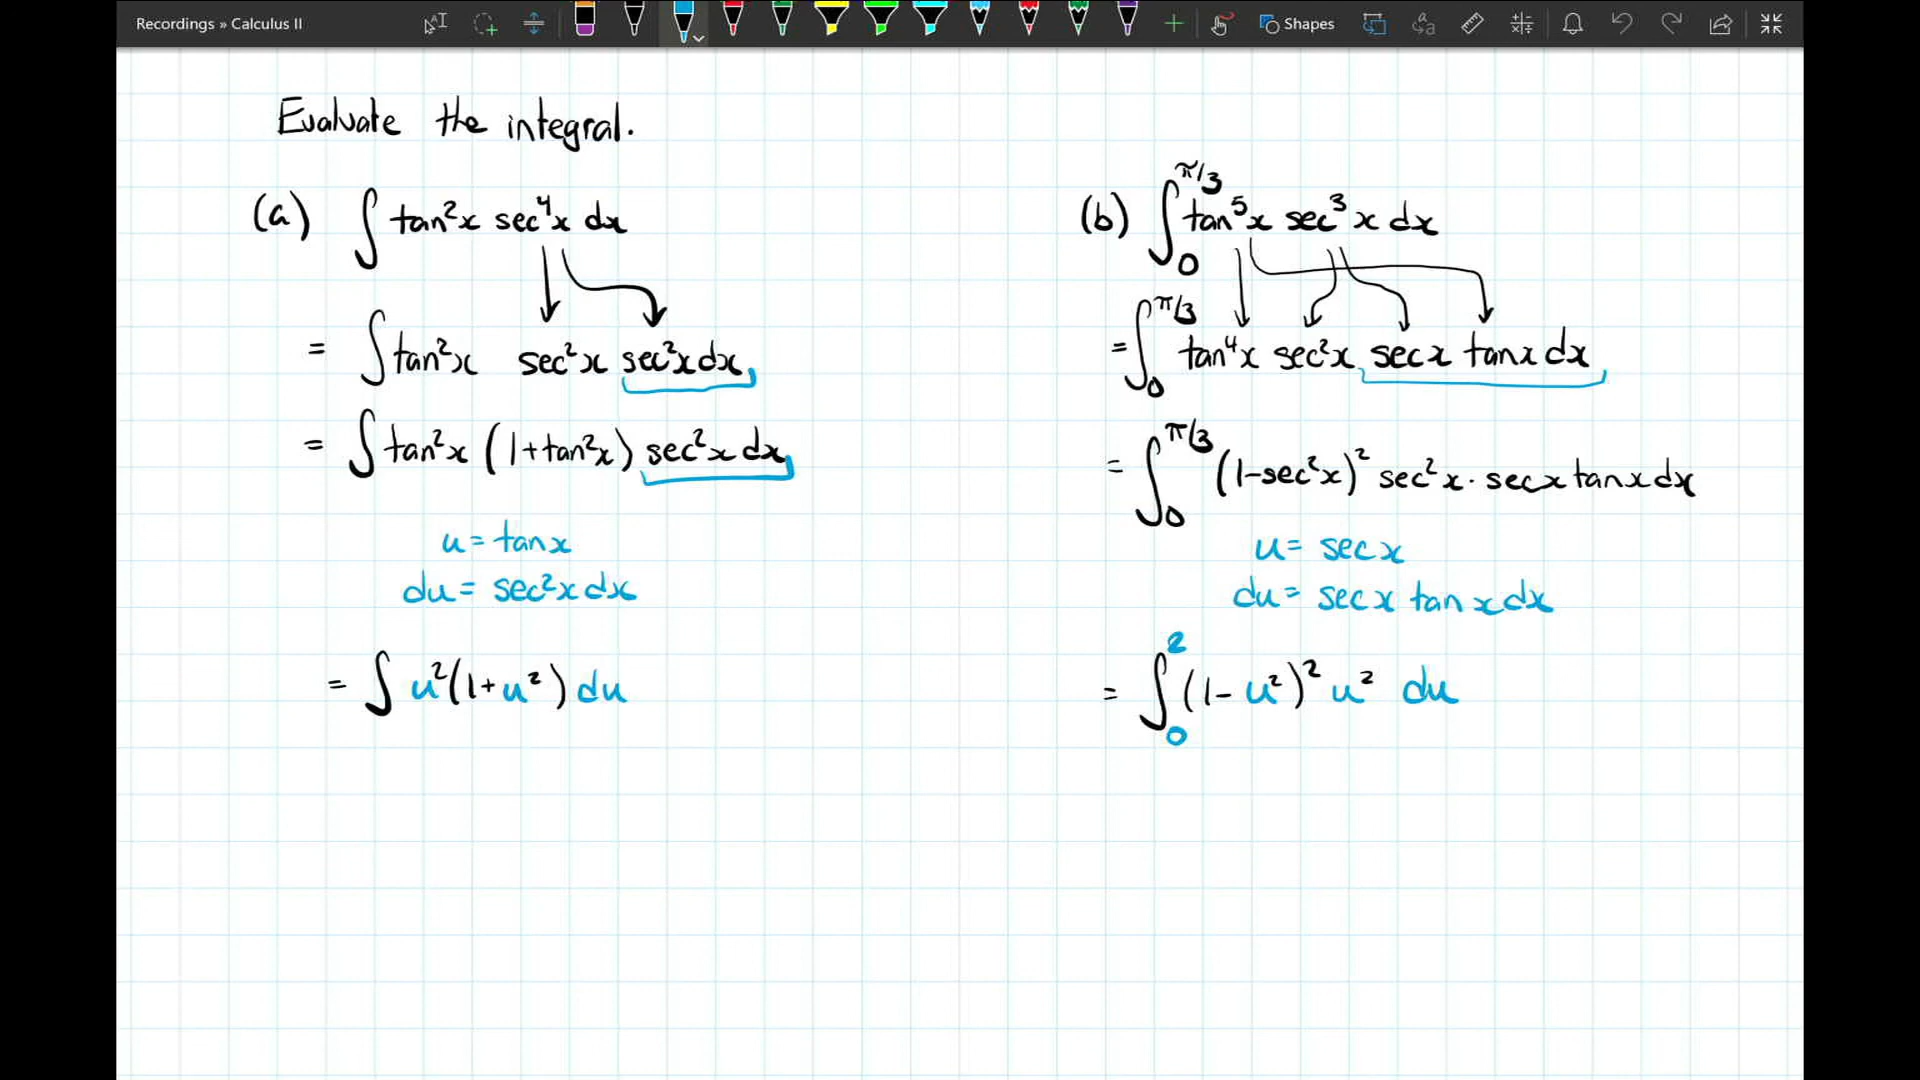 Recordings » Calculus II
Shapes
Evaluate the integral.
(a) ∫ tan²x sec⁴x dx
= ∫ tan²x sec²x sec²x dx
= ∫ tan²x (1+tan²x) sec²x dx
u = tanx
du = sec²x dx
= ∫ u²(1+u²) du
(b) ∫₀^{π/3} tan⁵x sec³x dx
= ∫₀^{π/3} tan⁴x sec²x secx tanx dx
= ∫₀^{π/3} (1-sec²x)² sec²x · secx tanx dx
u = secx
du = secx tanx dx
= ∫₀² (1-u²)² u² du